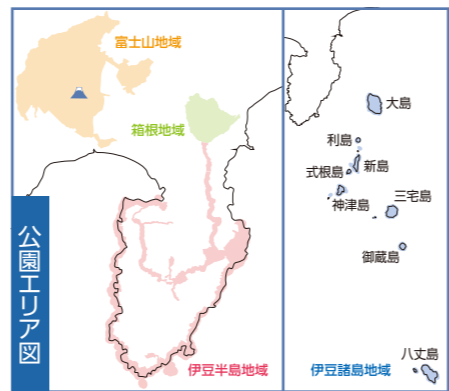 公園エリア図
富士山地域
箱根地域
伊豆半島地域
大島
利島
新島
式根島
神津島
三宅島
御蔵島
八丈島
伊豆諸島地域